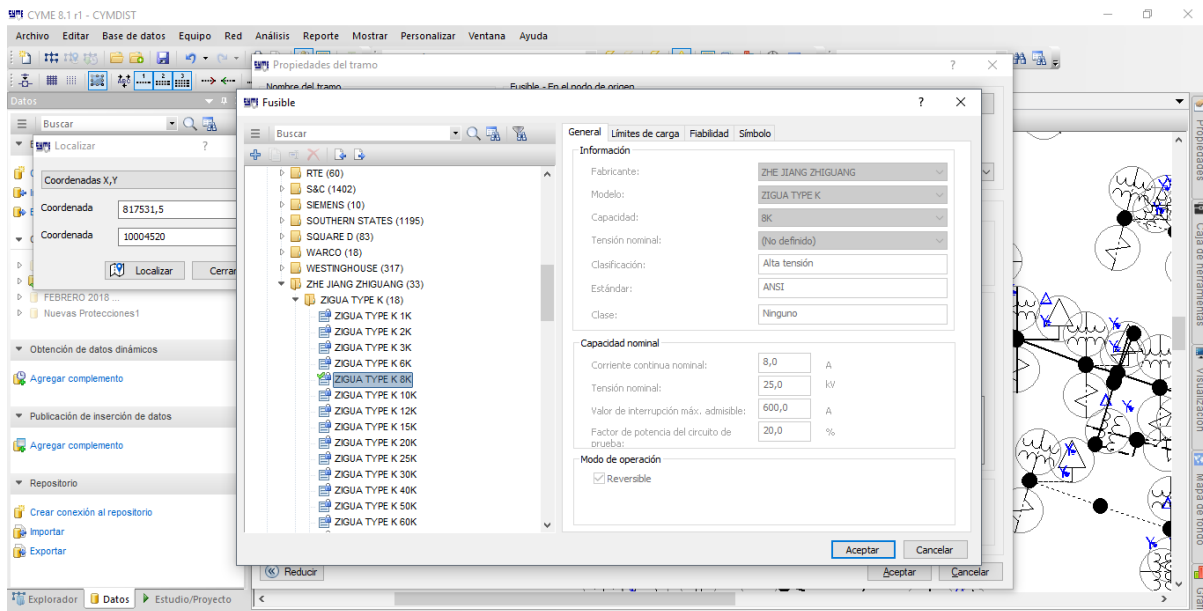 CYME 8.1 r1 - CYMDIST
Archivo Editar Base de datos Equipo Red Análisis Reporte Mostrar Personalizar Ventana Ayuda
Propiedades del tramo
Nombre del tramo
Fusible - En el nodo de origen
Datos
Buscar
Localizar
Coordenadas X,Y
Coordenada 817531,5
Coordenada 10004520
Localizar Cerrar
FEBRERO 2018 ...
Nuevas Protecciones1
Obtención de datos dinámicos
Agregar complemento
Publicación de inserción de datos
Agregar complemento
Repositorio
Crear conexión al repositorio
Importar
Exportar
Explorador Datos Estudio/Proyecto
Fusible
Buscar
RTE (60)
S&C (1402)
SIEMENS (10)
SOUTHERN STATES (1195)
SQUARE D (83)
WARCO (18)
WESTINGHOUSE (317)
ZHE JIANG ZHIGUANG (33)
ZIGUA TYPE K (18)
ZIGUA TYPE K 1K
ZIGUA TYPE K 2K
ZIGUA TYPE K 3K
ZIGUA TYPE K 6K
ZIGUA TYPE K 8K
ZIGUA TYPE K 10K
ZIGUA TYPE K 12K
ZIGUA TYPE K 15K
ZIGUA TYPE K 20K
ZIGUA TYPE K 25K
ZIGUA TYPE K 30K
ZIGUA TYPE K 40K
ZIGUA TYPE K 50K
ZIGUA TYPE K 60K
General Límites de carga Fiabilidad Símbolo
Información
Fabricante: ZHE JIANG ZHIGUANG
Modelo: ZIGUA TYPE K
Capacidad: 8K
Tensión nominal: (No definido)
Clasificación: Alta tensión
Estándar: ANSI
Clase: Ninguno
Capacidad nominal
Corriente continua nominal: 8,0 A
Tensión nominal: 25,0 kV
Valor de interrupción máx. admisible: 600,0 A
Factor de potencia del circuito de prueba: 20,0 %
Modo de operación
Reversible
Aceptar Cancelar
Reducir
Aceptar Cancelar
Propiedades
Caja de herramientas
Visualización
Mapa de fondo